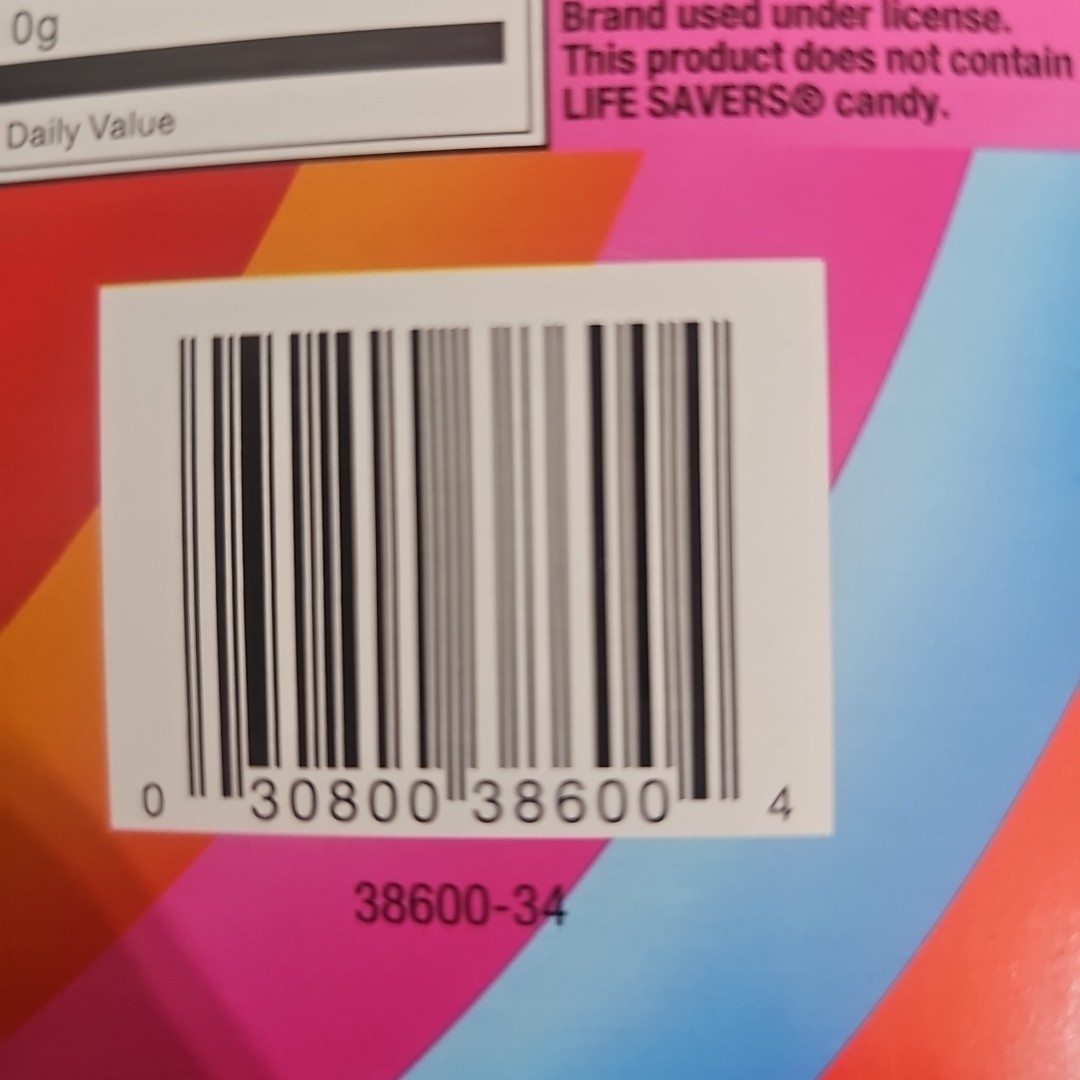 0g
Daily Value
Brand used under license.
This product does not contain
LIFE SAVERS® candy.
0 30800 38600 4
38600-34